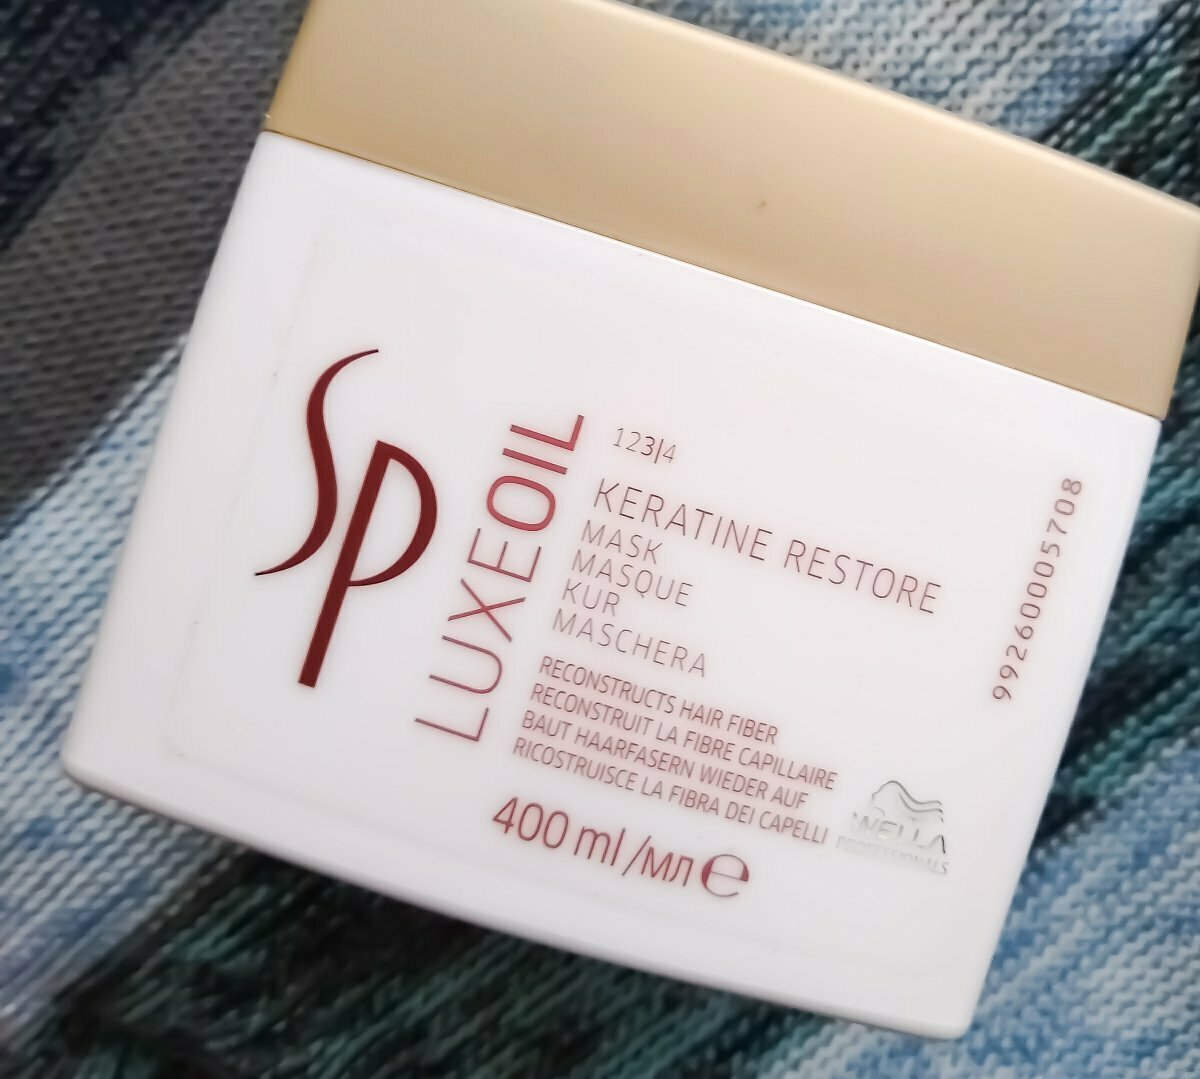 SP
LUXEOIL
123|4
KERATINE RESTORE
MASK
MASQUE
KUR
MASCHERA
RECONSTRUCTS HAIR FIBER
RECONSTRUIT LA FIBRE CAPILLAIRE
BAUT HAARFASERN WIEDER AUF
RICOSTRUISCE LA FIBRA DEI CAPELLI
400 ml/мл e
WELLA
PROFESSIONALS
99260005708